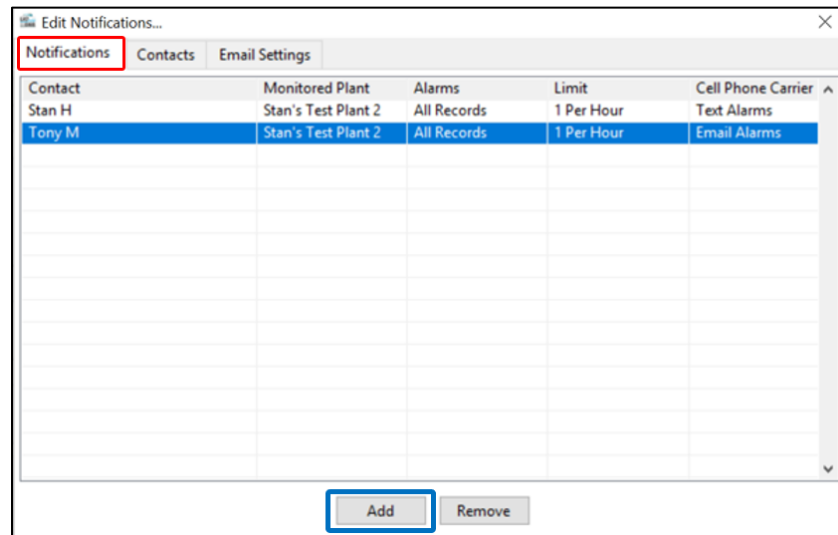 Edit Notifications...
Notifications Contacts Email Settings
Contact Monitored Plant Alarms Limit Cell Phone Carrier
Stan H Stan's Test Plant 2 All Records 1 Per Hour Text Alarms
Tony M Stan's Test Plant 2 All Records 1 Per Hour Email Alarms
Add Remove